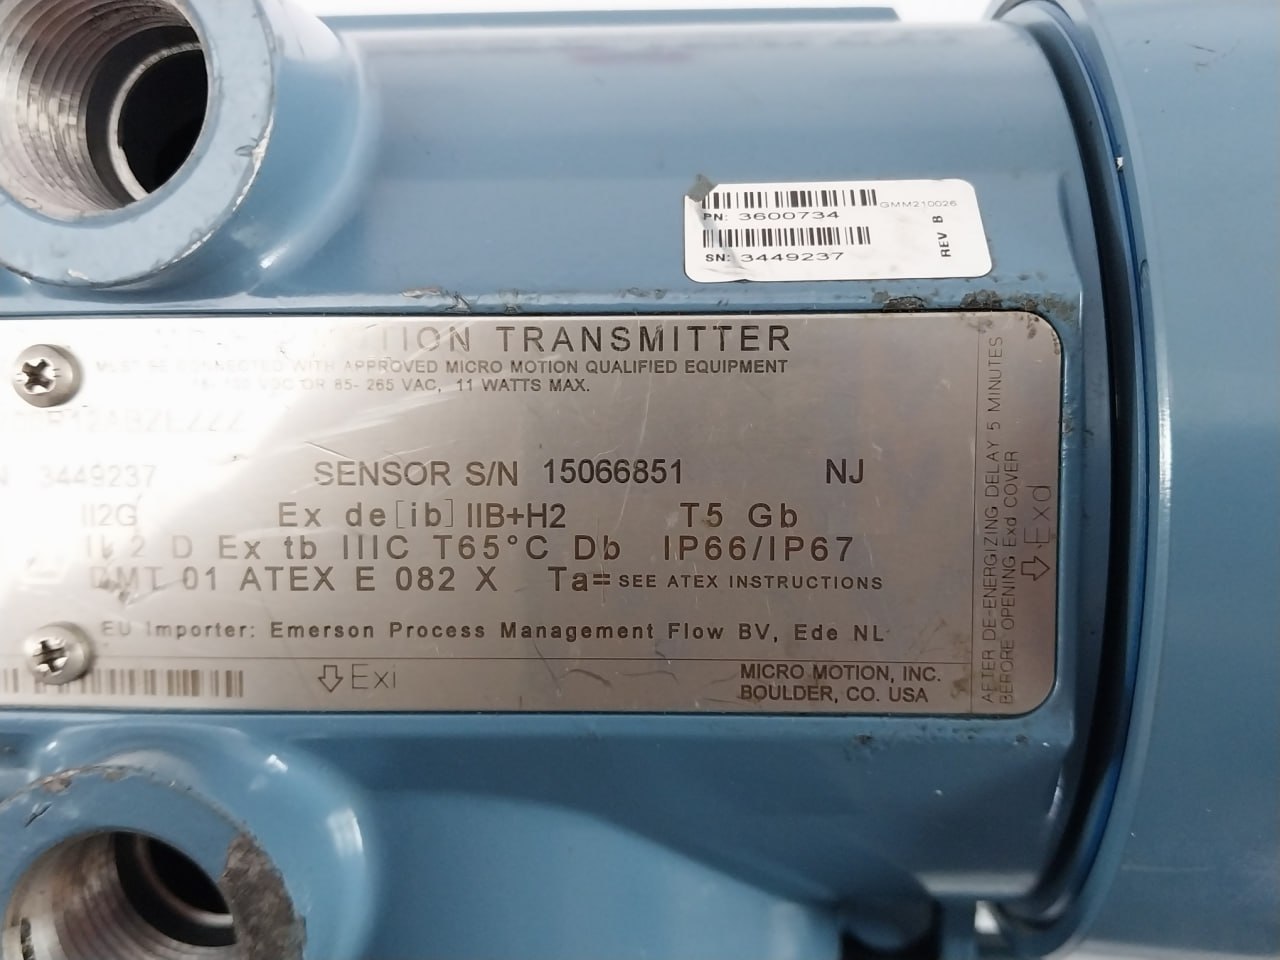 GMM210026
PN: 3600734
SN: 3449237
REV B
TRANSMITTER
MUST BE CONNECTED WITH APPROVED MICRO MOTION QUALIFIED EQUIPMENT
VDC OR 85- 265 VAC, 11 WATTS MAX.
3449237 SENSOR S/N 15066851 NJ
II2G Ex de[ib] IIB+H2 T5 Gb
2 D Ex tb IIIC T65°C Db IP66/IP67
DMT 01 ATEX E 082 X Ta= SEE ATEX INSTRUCTIONS
EU Importer: Emerson Process Management Flow BV, Ede NL
Exi
MICRO MOTION, INC.
BOULDER, CO. USA
AFTER DE-ENERGIZING DELAY 5 MINUTES
BEFORE OPENING Exd COVER
Exd